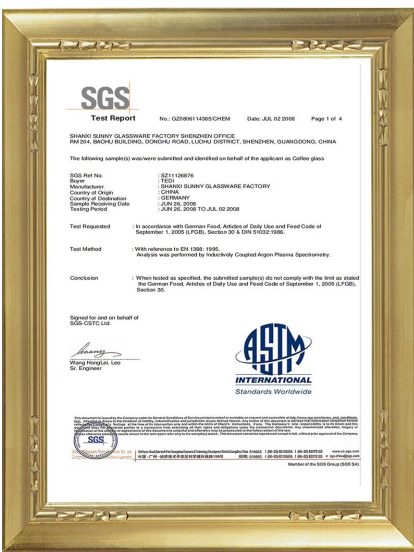 SGS
Test Report No.: GZ0806114365/CHEM Date: JUL 02 2008 Page 1 of 4
SHANXI SUNNY GLASSWARE FACTORY SHENZHEN OFFICE
RM 204, BAOHU BUILDING, DONGHU ROAD, LUOHU DISTRICT, SHENZHEN, GUANGDONG, CHINA
The following sample(s) was/were submitted and identified on behalf of the applicant as Coffee glass
SGS Ref No. : SZ11126876
Buyer : TEDI
Manufacturer : SHANXI SUNNY GLASSWARE FACTORY
Country of Origin : CHINA
Country of Destination : GERMANY
Sample Receiving Date : JUN 26, 2008
Testing Period : JUN 26, 2008 TO JUL 02 2008
Test Requested : In accordance with German Food, Articles of Daily Use and Feed Code of
September 1, 2005 (LFGB), Section 30 & DIN 51032:1986.
Test Method : With reference to EN 1388: 1995.
Analysis was performed by Inductively Coupled Argon Plasma Spectrometry.
Conclusion : When tested as specified, the submitted sample(s) do not comply with the limit as stated
the German Food, Articles of Daily Use and Feed Code of September 1, 2005 (LFGB),
Section 30.
Signed for and on behalf of
SGS-CSTC Ltd.
Wang HongLei, Leo
Sr. Engineer
ASTM
INTERNATIONAL
Standards Worldwide
SGS
www.cn.sgs.com
Member of the SGS Group (SGS SA)